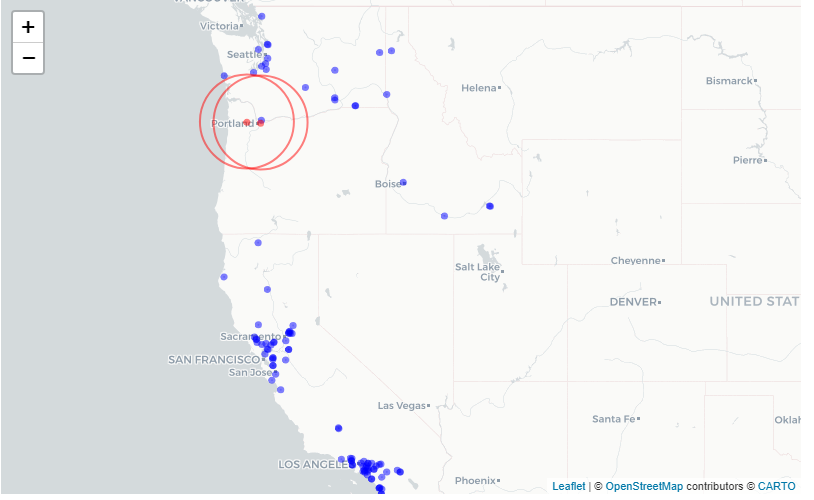 VANCOUVER
+
Victoria
−
Seattle
Helena
Bismarck
Portland
Pierre
Boise
Salt Lake
City
Cheyenne
DENVER
UNITED STAT
Sacramento
SAN FRANCISCO
San Jose
Las Vegas
Santa Fe
Oklah
LOS ANGELE
Phoenix
Leaflet | © OpenStreetMap contributors © CARTO